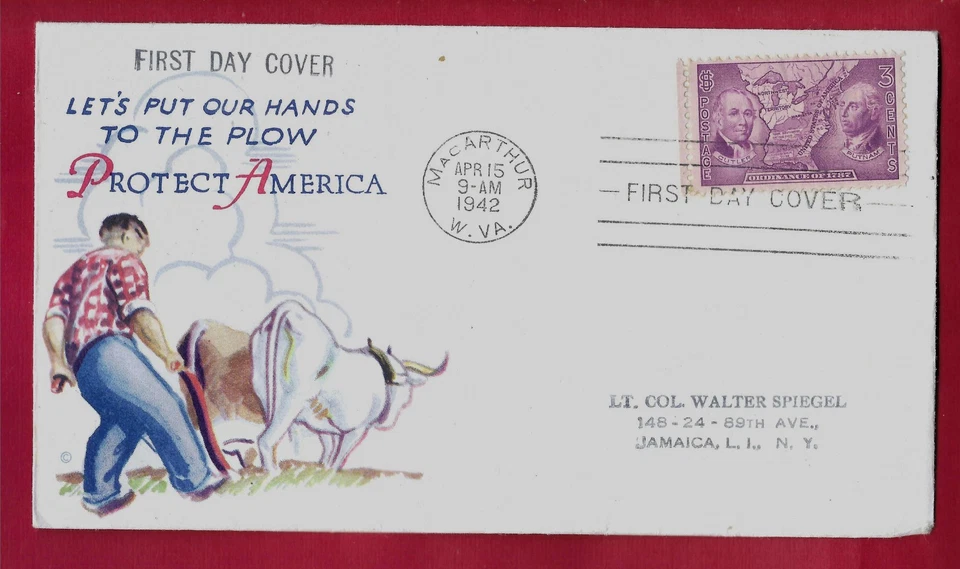 FIRST DAY COVER
LET'S PUT OUR HANDS
TO THE PLOW
PROTECT AMERICA
©
MACARTHUR
APR 15
9-AM
1942
W. VA.
$ POSTAGE
3 CENTS
NORTHWEST
TERRITORY
CUTLER
PUTNAM
ORDINANCE OF 1787
FIRST DAY COVER
LT. COL. WALTER SPIEGEL
148-24-89TH AVE.,
JAMAICA, L. I., N. Y.